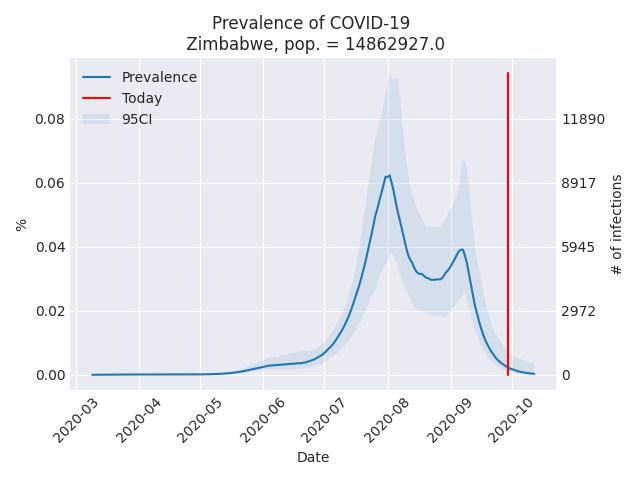 Prevalence of COVID-19
Zimbabwe, pop. = 14862927.0
Prevalence
Today
95CI
0.08
0.06
0.04
0.02
0.00
%
11890
8917
5945
2972
0
# of infections
2020-03
2020-04
2020-05
2020-06
2020-07
2020-08
2020-09
2020-10
Date